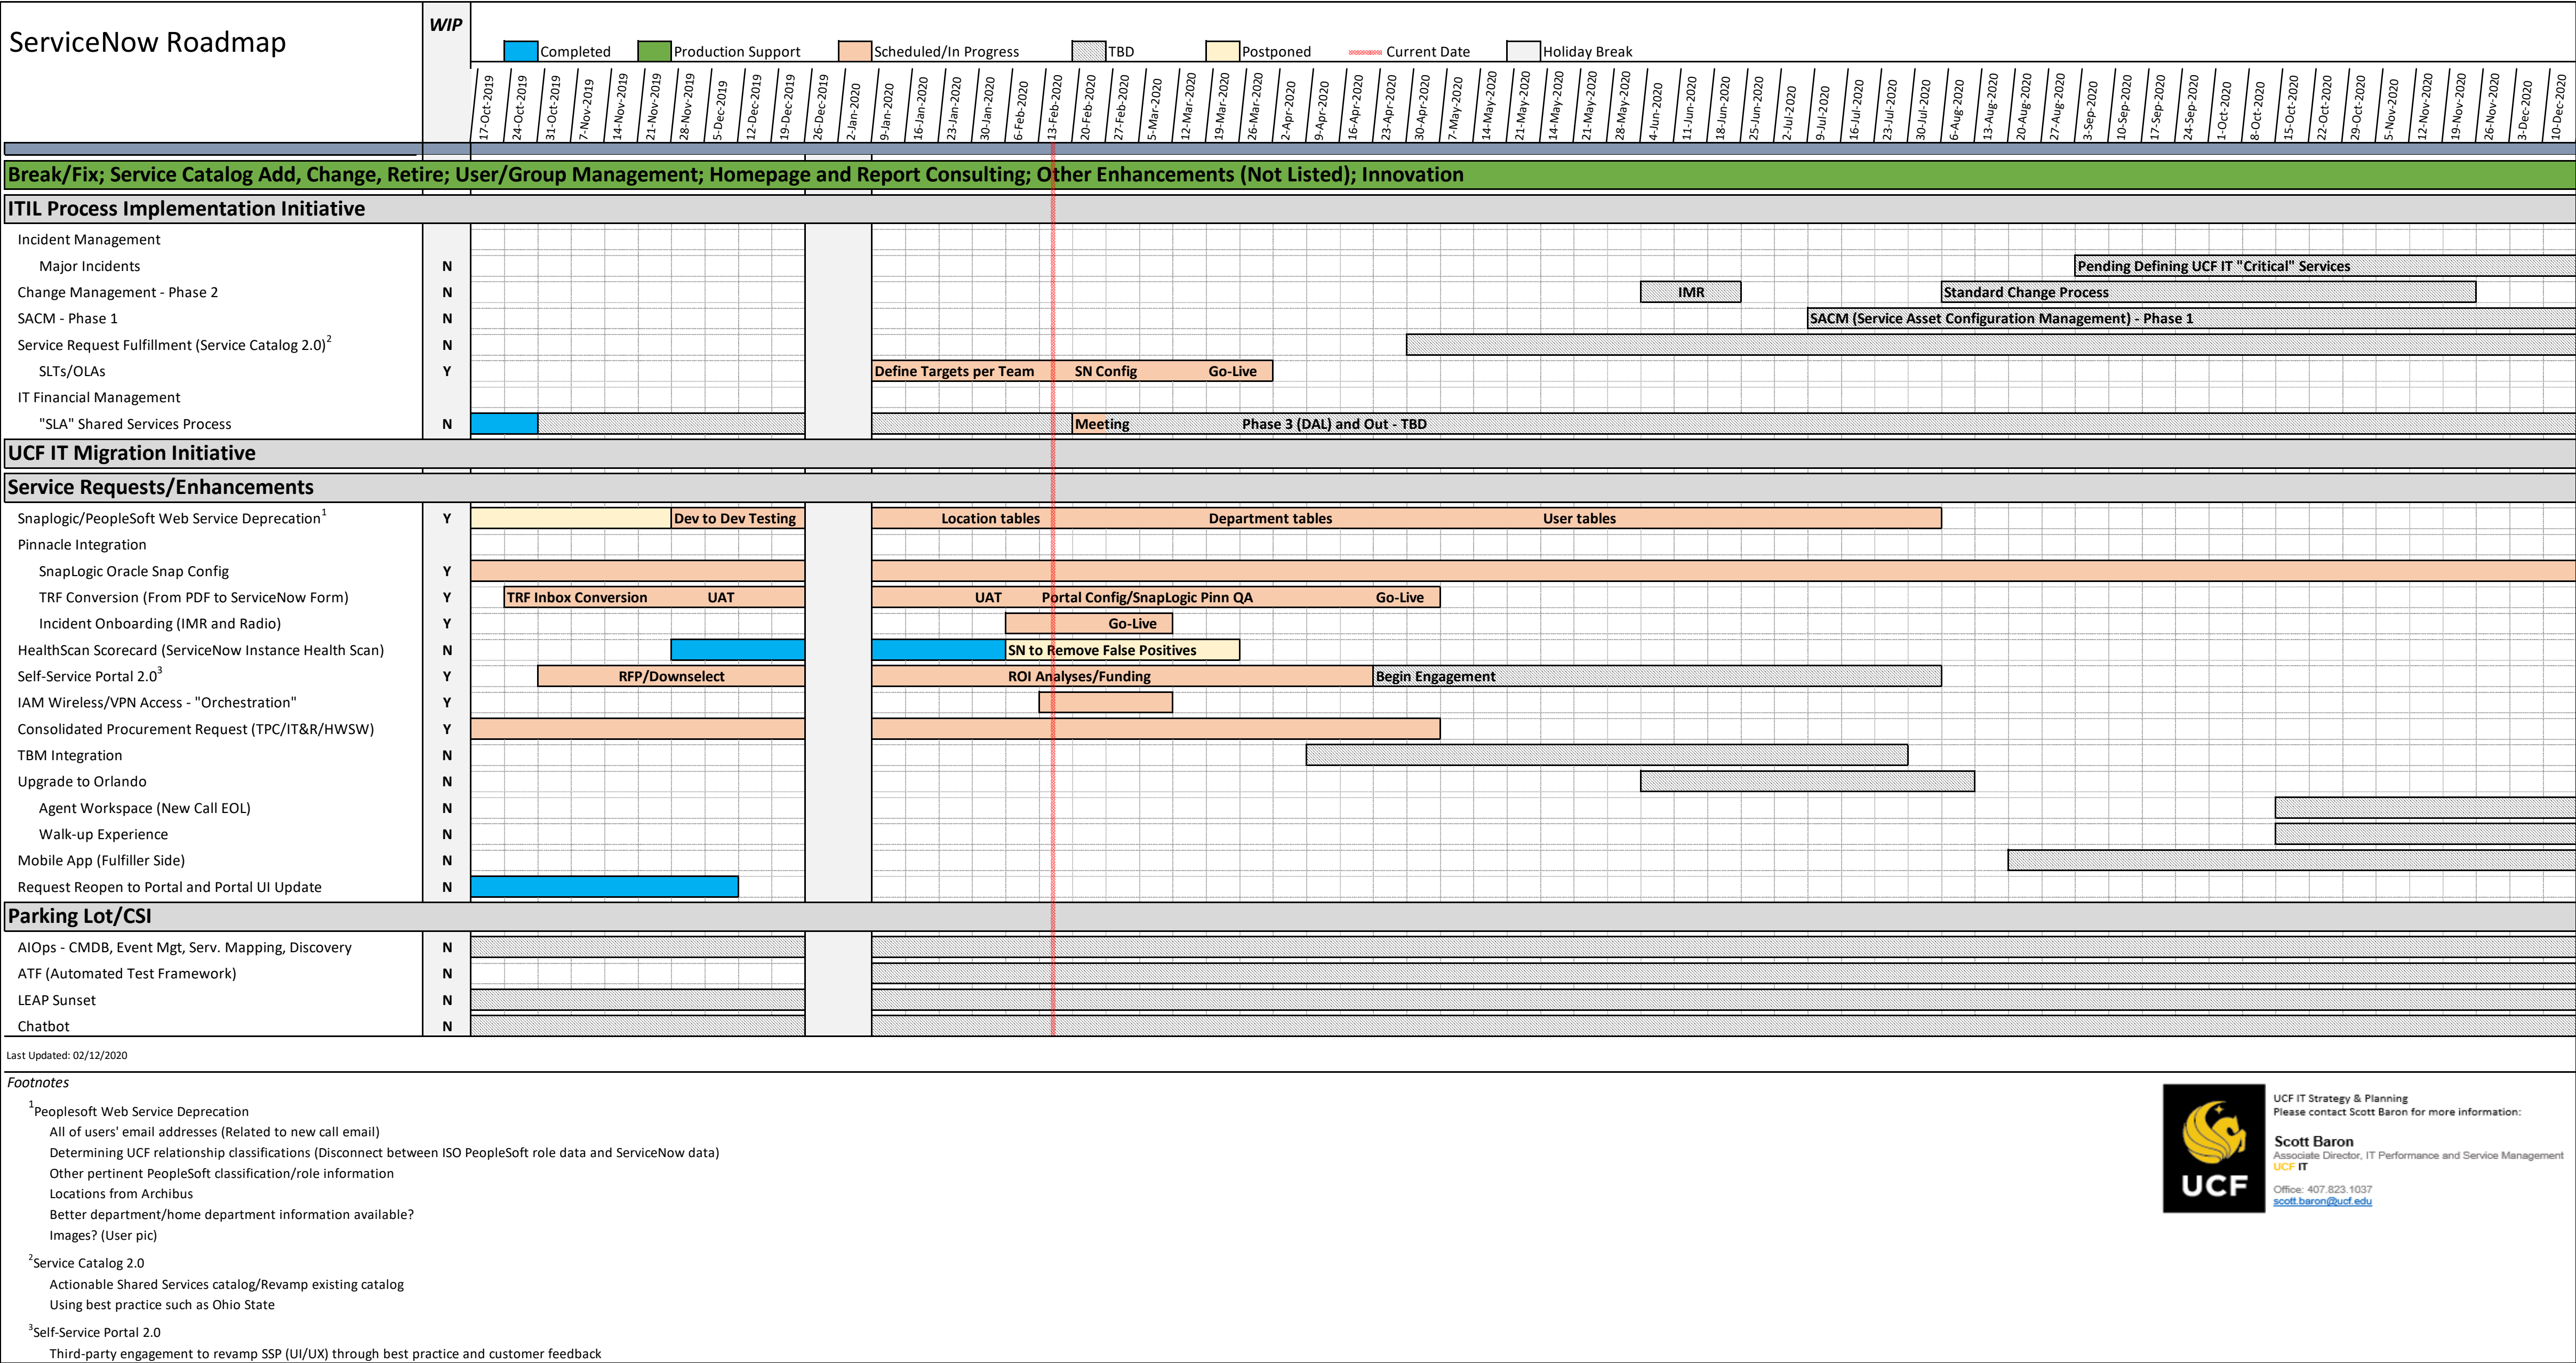 ServiceNow Roadmap
WIP
Completed
Production Support
Scheduled/In Progress
TBD
Postponed
Current Date
Holiday Break
17-Oct-2019
24-Oct-2019
31-Oct-2019
7-Nov-2019
14-Nov-2019
21-Nov-2019
28-Nov-2019
5-Dec-2019
12-Dec-2019
19-Dec-2019
26-Dec-2019
2-Jan-2020
9-Jan-2020
16-Jan-2020
23-Jan-2020
30-Jan-2020
6-Feb-2020
13-Feb-2020
20-Feb-2020
27-Feb-2020
5-Mar-2020
12-Mar-2020
19-Mar-2020
26-Mar-2020
2-Apr-2020
9-Apr-2020
16-Apr-2020
23-Apr-2020
30-Apr-2020
7-May-2020
14-May-2020
21-May-2020
14-May-2020
21-May-2020
28-May-2020
4-Jun-2020
11-Jun-2020
18-Jun-2020
25-Jun-2020
2-Jul-2020
9-Jul-2020
16-Jul-2020
23-Jul-2020
30-Jul-2020
6-Aug-2020
13-Aug-2020
20-Aug-2020
27-Aug-2020
3-Sep-2020
10-Sep-2020
17-Sep-2020
24-Sep-2020
1-Oct-2020
8-Oct-2020
15-Oct-2020
22-Oct-2020
29-Oct-2020
5-Nov-2020
12-Nov-2020
19-Nov-2020
26-Nov-2020
3-Dec-2020
10-Dec-2020
Break/Fix; Service Catalog Add, Change, Retire; User/Group Management; Homepage and Report Consulting; Other Enhancements (Not Listed); Innovation
ITIL Process Implementation Initiative
Incident Management
Major Incidents N Pending Defining UCF IT "Critical" Services
Change Management - Phase 2 N IMR Standard Change Process
SACM - Phase 1 N SACM (Service Asset Configuration Management) - Phase 1
Service Request Fulfillment (Service Catalog 2.0)2 N
SLTs/OLAs Y Define Targets per Team SN Config Go-Live
IT Financial Management
"SLA" Shared Services Process N Meeting Phase 3 (DAL) and Out - TBD
UCF IT Migration Initiative
Service Requests/Enhancements
Snaplogic/PeopleSoft Web Service Deprecation1 Y Dev to Dev Testing Location tables Department tables User tables
Pinnacle Integration
SnapLogic Oracle Snap Config Y
TRF Conversion (From PDF to ServiceNow Form) Y TRF Inbox Conversion UAT UAT Portal Config/SnapLogic Pinn QA Go-Live
Incident Onboarding (IMR and Radio) Y Go-Live
HealthScan Scorecard (ServiceNow Instance Health Scan) N SN to Remove False Positives
Self-Service Portal 2.03 Y RFP/Downselect ROI Analyses/Funding Begin Engagement
IAM Wireless/VPN Access - "Orchestration" Y
Consolidated Procurement Request (TPC/IT&R/HWSW) Y
TBM Integration N
Upgrade to Orlando N
Agent Workspace (New Call EOL) N
Walk-up Experience N
Mobile App (Fulfiller Side) N
Request Reopen to Portal and Portal UI Update N
Parking Lot/CSI
AIOps - CMDB, Event Mgt, Serv. Mapping, Discovery N
ATF (Automated Test Framework) N
LEAP Sunset N
Chatbot N
Last Updated: 02/12/2020
Footnotes
1Peoplesoft Web Service Deprecation
All of users' email addresses (Related to new call email)
Determining UCF relationship classifications (Disconnect between ISO PeopleSoft role data and ServiceNow data)
Other pertinent PeopleSoft classification/role information
Locations from Archibus
Better department/home department information available?
Images? (User pic)
2Service Catalog 2.0
Actionable Shared Services catalog/Revamp existing catalog
Using best practice such as Ohio State
3Self-Service Portal 2.0
Third-party engagement to revamp SSP (UI/UX) through best practice and customer feedback
UCF
UCF IT Strategy & Planning
Please contact Scott Baron for more information:
Scott Baron
Associate Director, IT Performance and Service Management
UCF IT
Office: 407.823.1037
scott.baron@ucf.edu